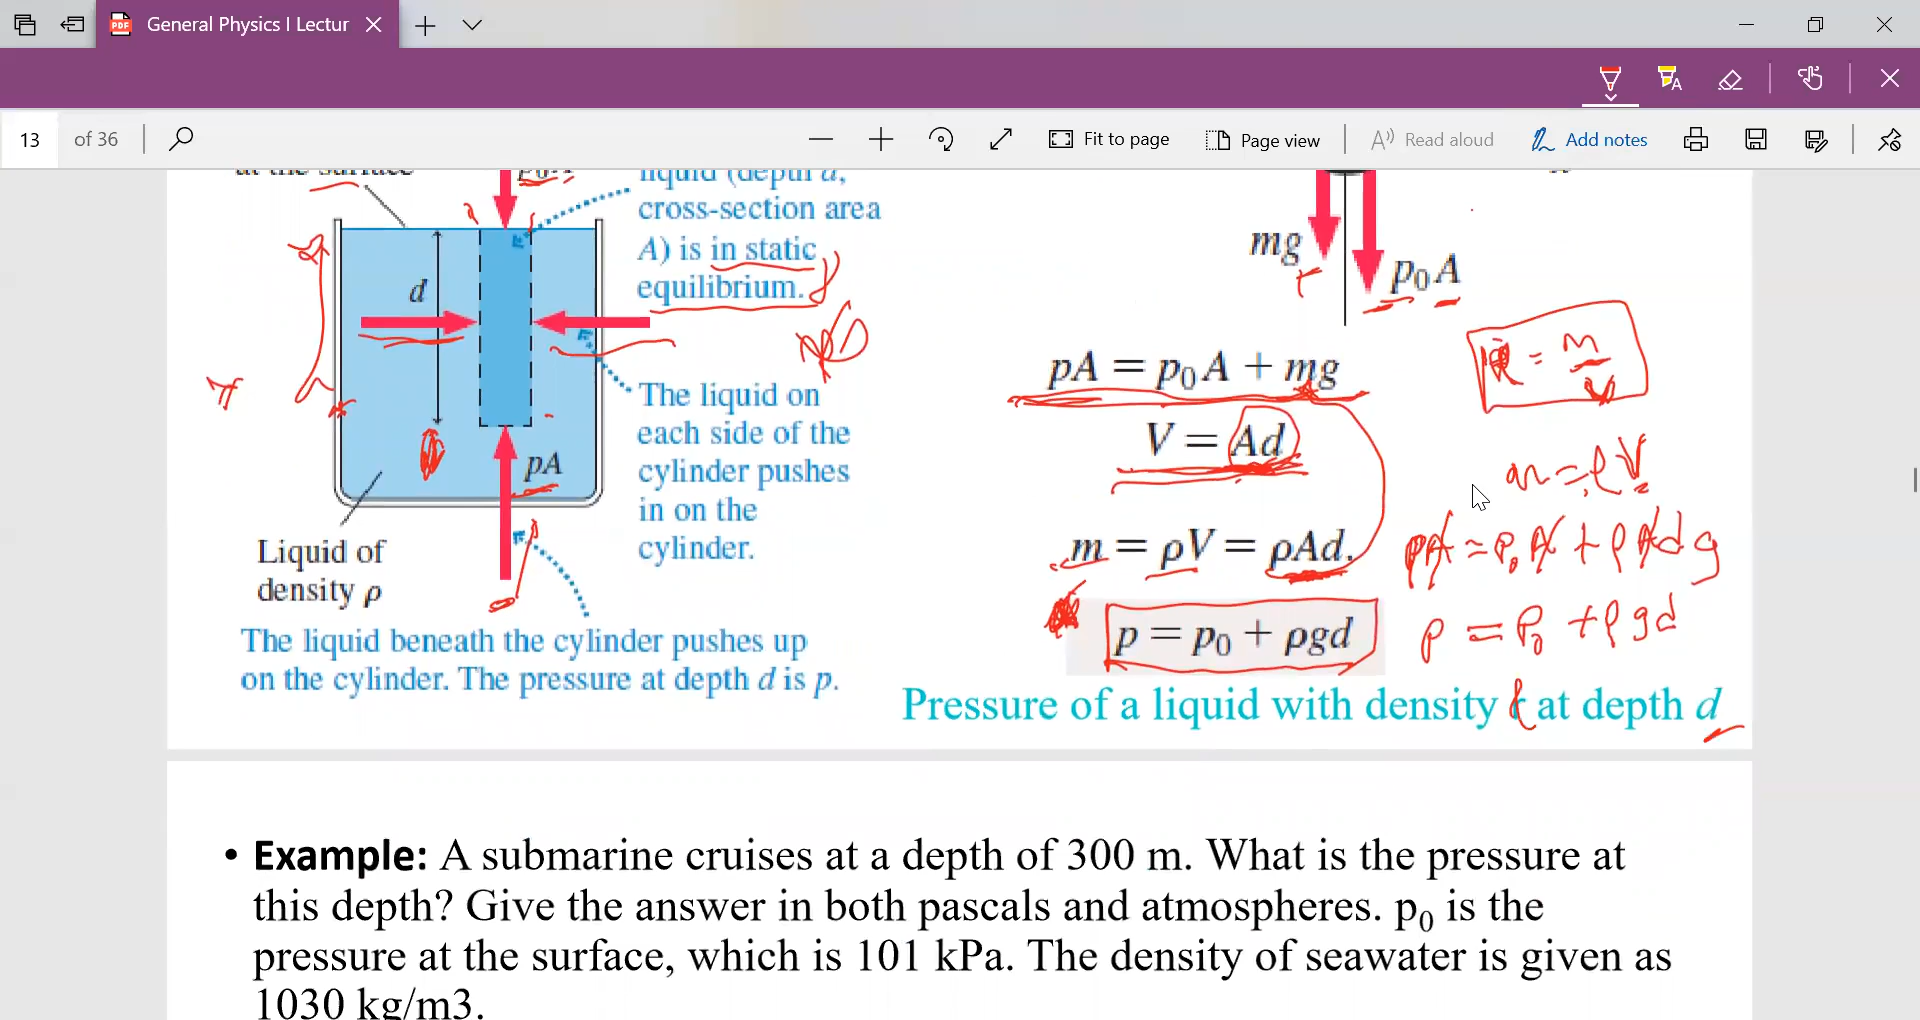 General Physics I Lectur
13 of 36
Fit to page
Page view
Read aloud
Add notes
at the surface
p₀A
liquid (depth d,
cross-section area
A) is in static
equilibrium.
d
The liquid on
each side of the
cylinder pushes
in on the
cylinder.
pA
Liquid of
density ρ
The liquid beneath the cylinder pushes up
on the cylinder. The pressure at depth d is p.
mg
p₀A
pA = p₀A + mg
V = Ad
m = ρV = ρAd.
p = p₀ + ρgd
= m/V
m = ρV
PA = P₀A + ρAdg
P = P₀ + ρgd
Pressure of a liquid with density ρ at depth d
• Example: A submarine cruises at a depth of 300 m. What is the pressure at
this depth? Give the answer in both pascals and atmospheres. p₀ is the
pressure at the surface, which is 101 kPa. The density of seawater is given as
1030 kg/m3.